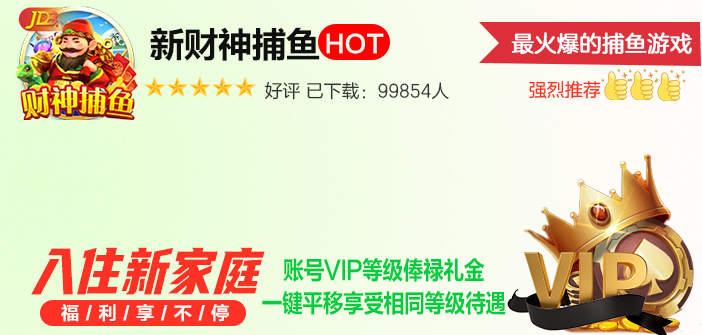 JDB
新财神捕鱼 HOT
最火爆的捕鱼游戏
好评 已下载：99854人
强烈推荐
财神捕鱼
入住新家庭
福/利/享/不/停
账号VIP等级俸禄礼金
一键平移享受相同等级待遇
VIP